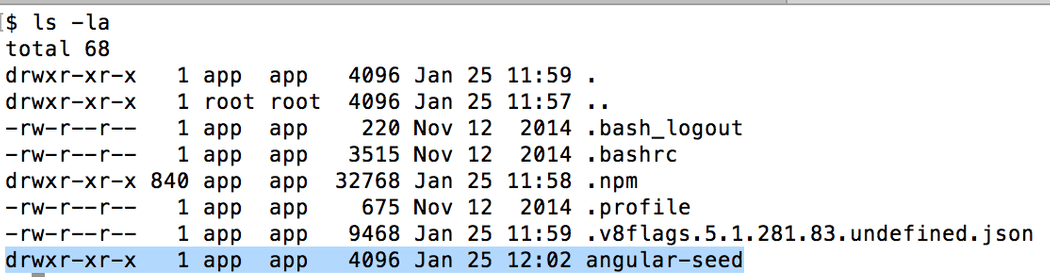 $ ls -la
total 68
drwxr-xr-x   1 app  app   4096 Jan 25 11:59 .
drwxr-xr-x   1 root root  4096 Jan 25 11:57 ..
-rw-r--r--   1 app  app    220 Nov 12  2014 .bash_logout
-rw-r--r--   1 app  app   3515 Nov 12  2014 .bashrc
drwxr-xr-x 840 app  app  32768 Jan 25 11:58 .npm
-rw-r--r--   1 app  app    675 Nov 12  2014 .profile
-rw-r--r--   1 app  app   9468 Jan 25 11:59 .v8flags.5.1.281.83.undefined.json
drwxr-xr-x   1 app  app   4096 Jan 25 12:02 angular-seed